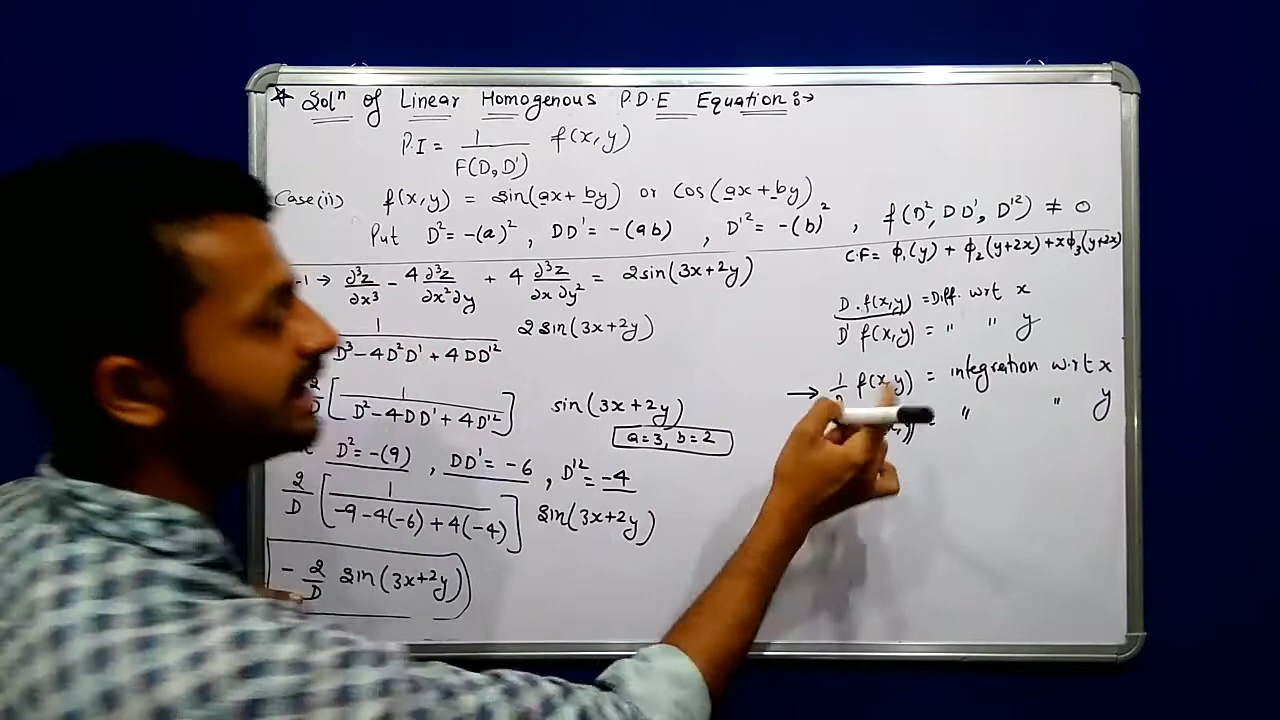 * Solⁿ of Linear Homogenous P.D.E Equation :→
P.I = 1/F(D,D') f(x,y)
Case(ii) f(x,y) = sin(ax+by) or cos(ax+by)
Put D² = -(a)² , DD' = -(ab) , D'² = -(b)² , f(D², DD', D'²) ≠ 0
C.F = ϕ₁(y) + ϕ₂(y+2x) + xϕ₃(y+2x)
-1 → ∂³z/∂x³ - 4 ∂³z/∂x²∂y + 4 ∂³z/∂x∂y² = 2sin(3x+2y)
1/D³-4D²D'+4DD'² 2sin(3x+2y)
2/D [1/D²-4DD'+4D'²] sin(3x+2y)
a=3, b=2
D² = -(9) , DD' = -6 , D'² = -4
2/D [1/-9-4(-6)+4(-4)] sin(3x+2y)
-2/D sin(3x+2y)
D.f(x,y) = Diff. wrt x
D' f(x,y) = " " y
→ 1/D f(x,y) = integration w.r.t x
" " y